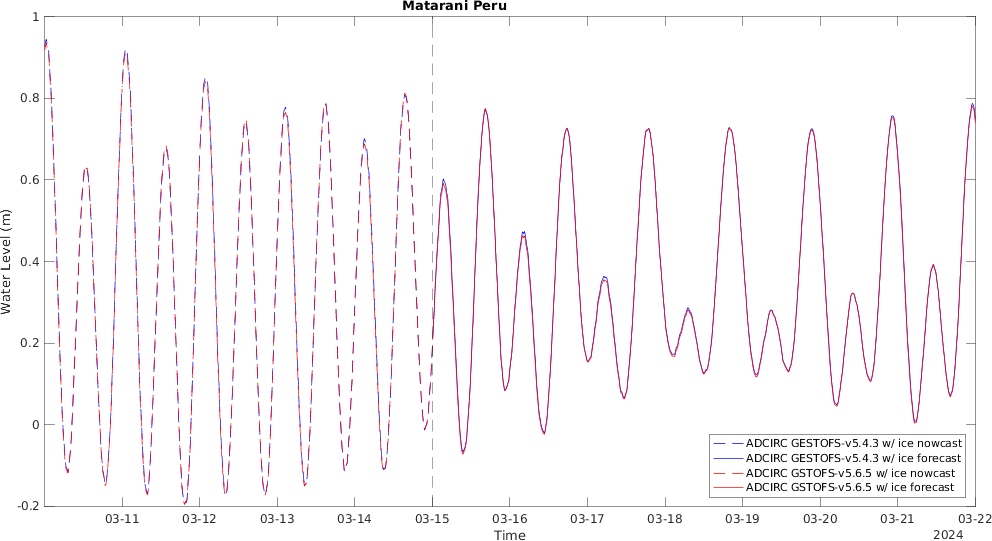 Matarani Peru
Water Level (m)
1
0.8
0.6
0.4
0.2
0
-0.2
ADCIRC GESTOFS-v5.4.3 w/ ice nowcast
ADCIRC GESTOFS-v5.4.3 w/ ice forecast
ADCIRC GSTOFS-v5.6.5 w/ ice nowcast
ADCIRC GSTOFS-v5.6.5 w/ ice forecast
03-11 03-12 03-13 03-14 03-15 03-16 03-17 03-18 03-19 03-20 03-21 03-22
Time
2024